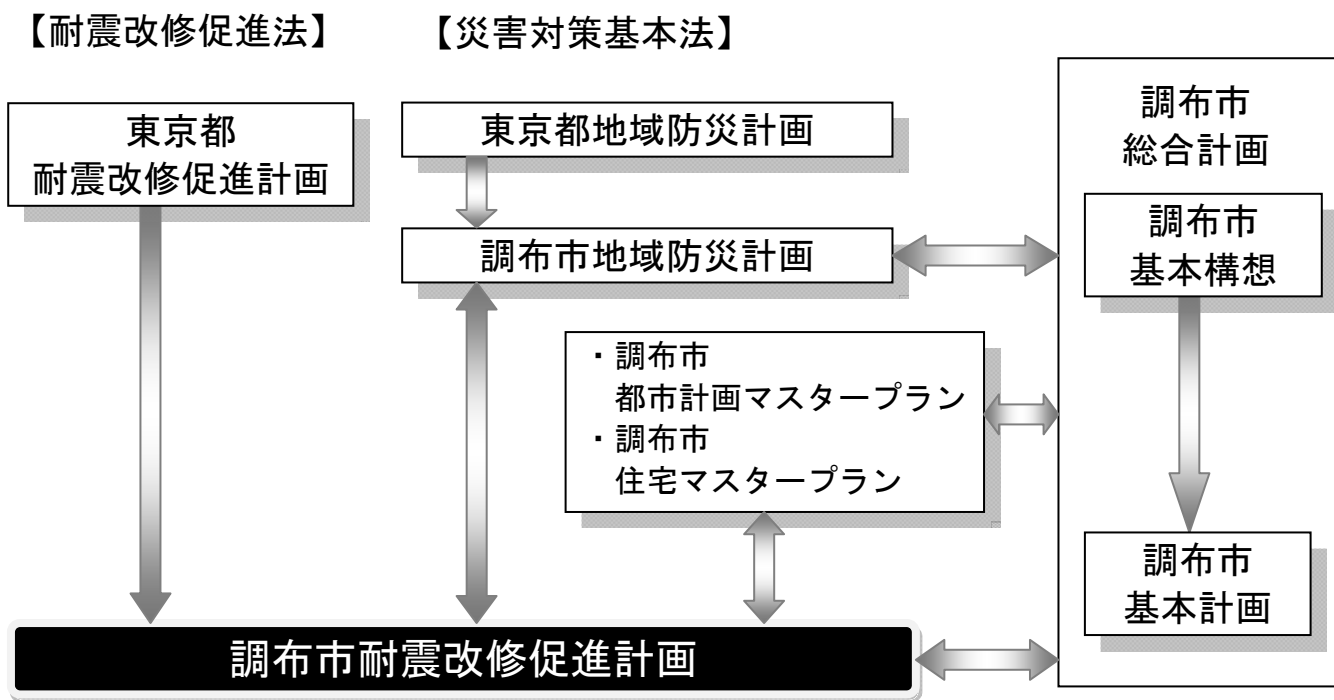 【耐震改修促進法】
【災害対策基本法】
東京都
耐震改修促進計画
東京都地域防災計画
調布市地域防災計画
・調布市
都市計画マスタープラン
・調布市
住宅マスタープラン
調布市耐震改修促進計画
調布市
総合計画
調布市
基本構想
調布市
基本計画